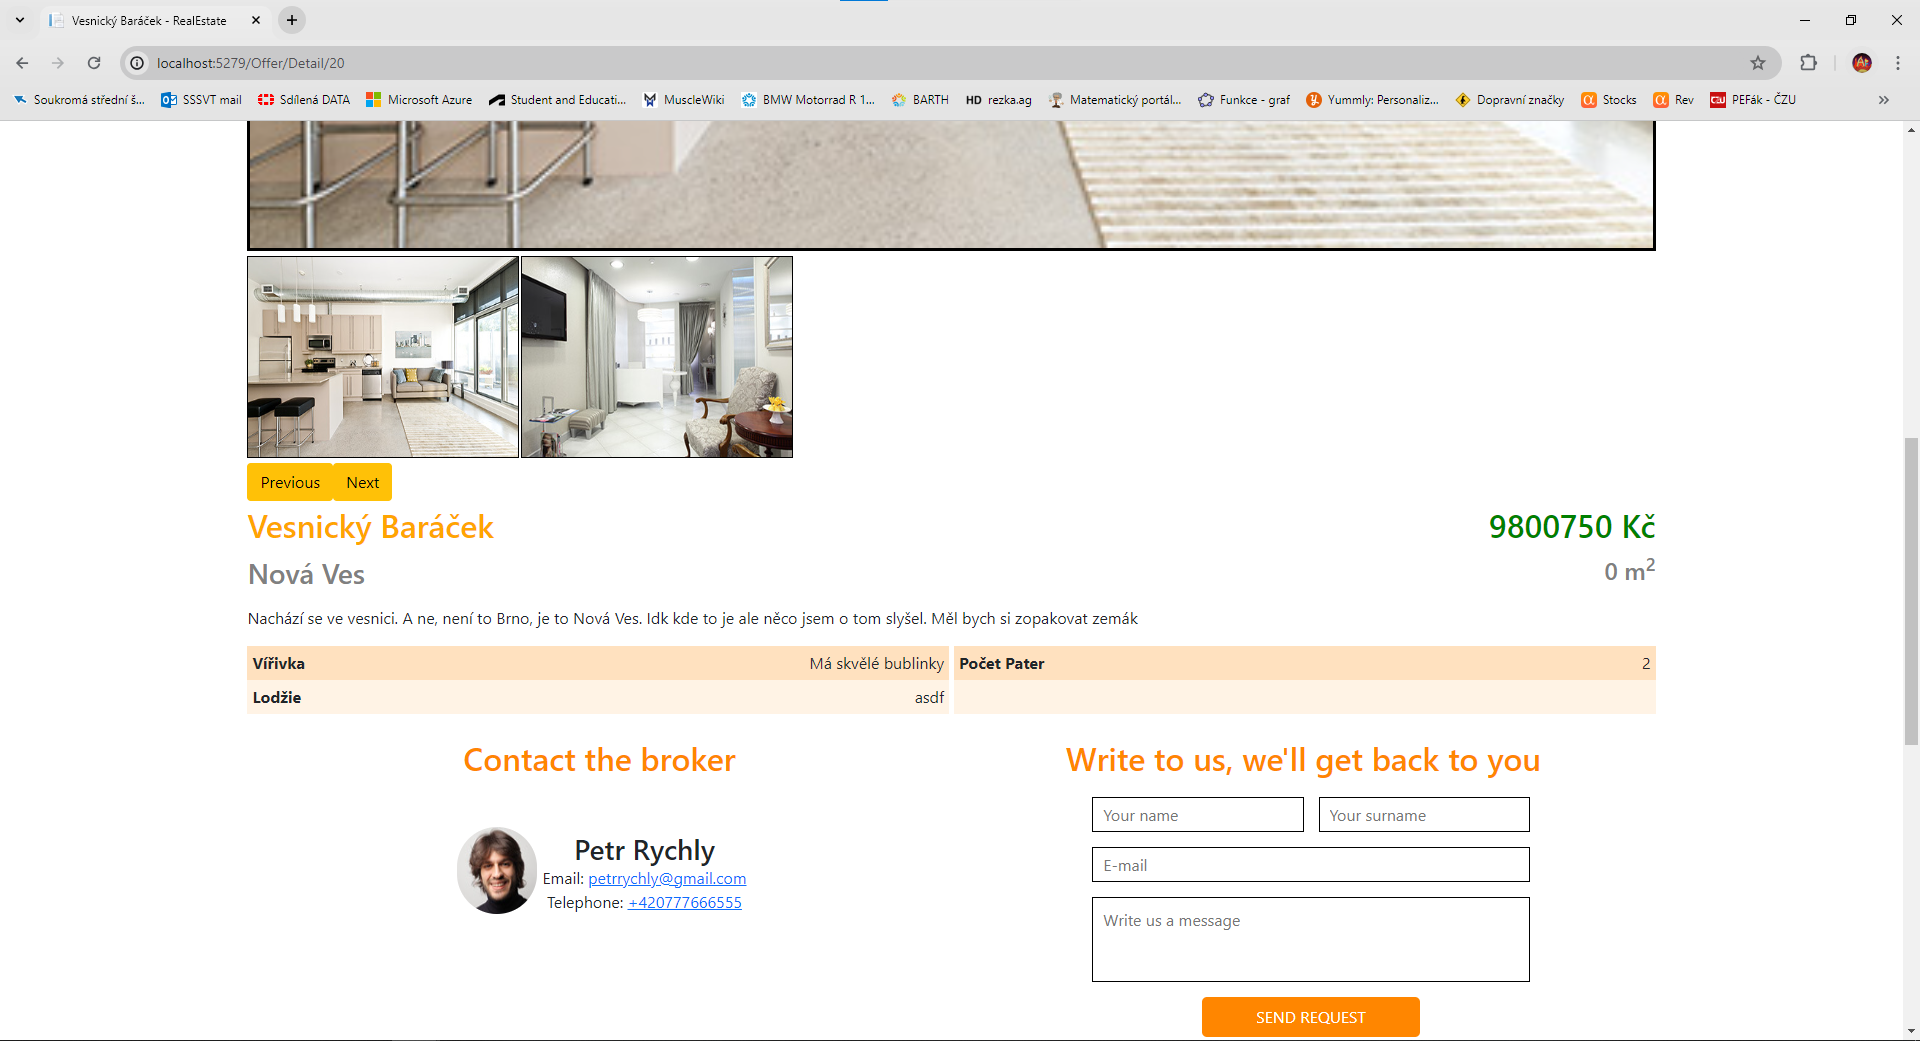 Vesnický Baráček - RealEstate
localhost:5279/Offer/Detail/20
Soukromá střední š... SSSVT mail Sdílená DATA Microsoft Azure Student and Educati... MuscleWiki BMW Motorrad R 1... BARTH HD rezka.ag Matematický portál... Funkce - graf Yummly: Personaliz... Dopravní značky Stocks Rev PEFák - ČZU
Previous Next
Vesnický Baráček 9800750 Kč
Nová Ves 0 m²
Nachází se ve vesnici. A ne, není to Brno, je to Nová Ves. Idk kde to je ale něco jsem o tom slyšel. Měl bych si zopakovat zemák
Vířivka Má skvělé bublinky Počet Pater 2
Lodžie asdf
Contact the broker
Petr Rychly
Email: petrrychly@gmail.com
Telephone: +420777666555
Write to us, we'll get back to you
Your name Your surname
E-mail
Write us a message
SEND REQUEST